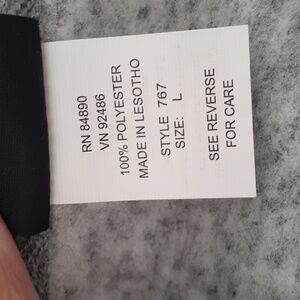 RN 84890
VN 92486
100% POLYESTER
MADE IN LESOTHO
STYLE 767
SIZE: L
SEE REVERSE
FOR CARE